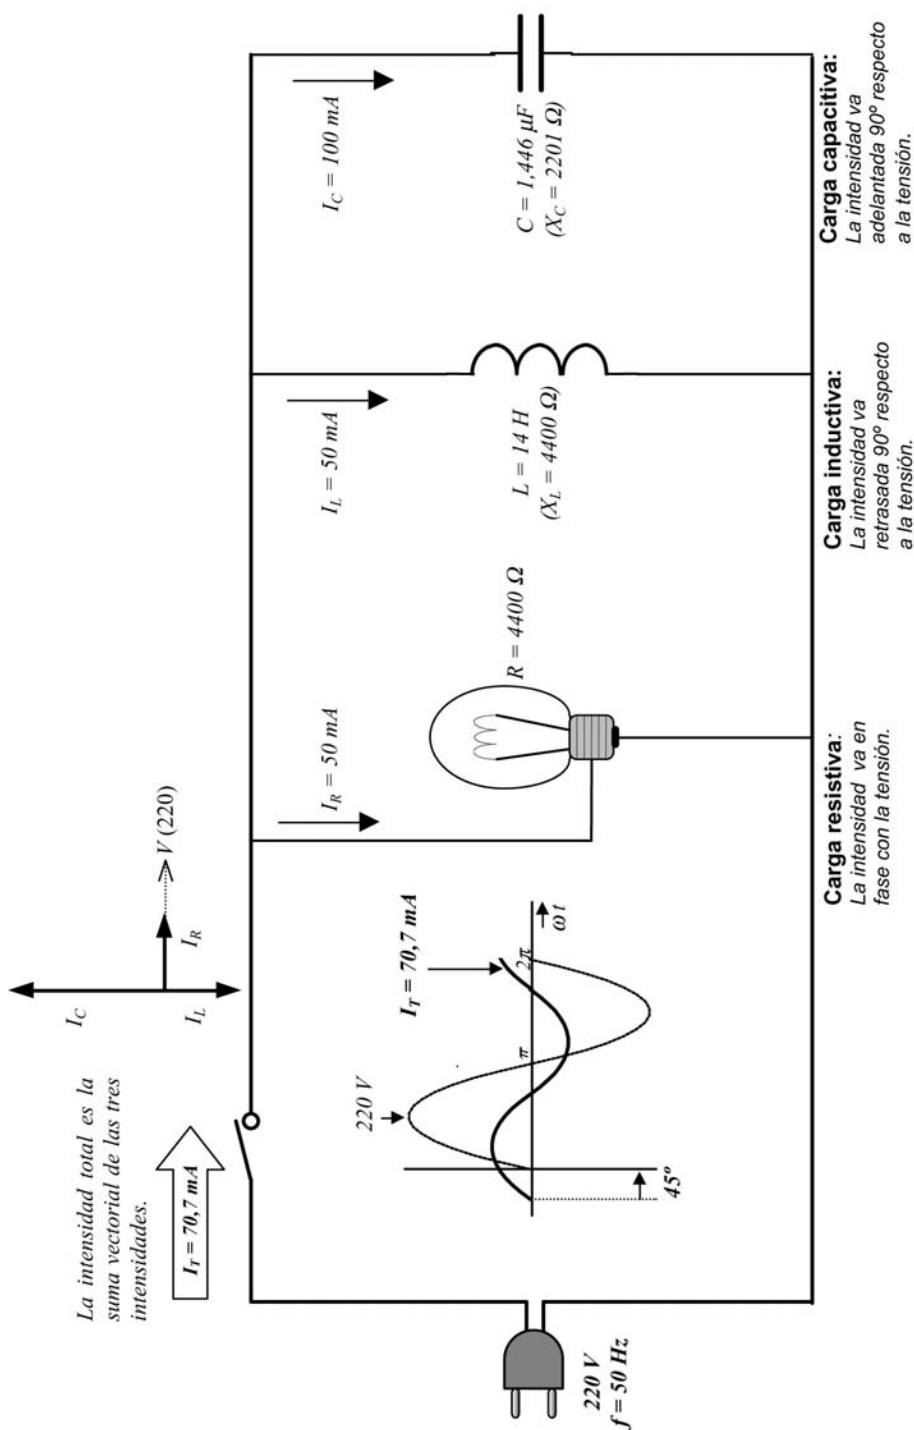 La intensidad total es la
suma vectorial de las tres
intensidades.
I_T = 70,7 mA
I_C
I_L
I_R
V (220)
220 V
f = 50 Hz
220 V
I_T = 70,7 mA
π
2π
ω t
45º
I_R = 50 mA
R = 4400 Ω
I_L = 50 mA
L = 14 H
(X_L = 4400 Ω)
I_C = 100 mA
C = 1,446 µF
(X_C = 2201 Ω)
Carga resistiva:
La intensidad va en
fase con la tensión.
Carga inductiva:
La intensidad va
retrasada 90º respecto
a la tensión.
Carga capacitiva:
La intensidad va
adelantada 90º respecto
a la tensión.